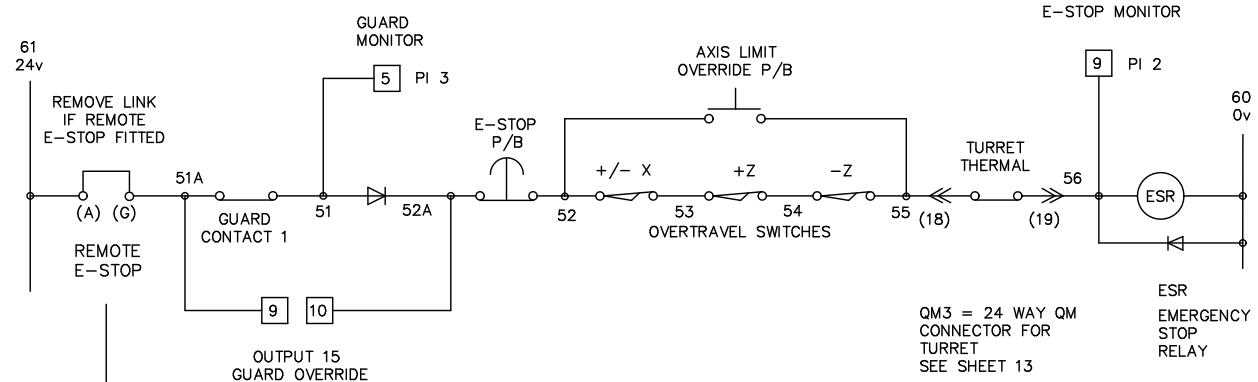 E-STOP MONITOR
GUARD
MONITOR
61
24v
AXIS LIMIT
OVERRIDE P/B
5 PI 3
9 PI 2
60
0v
REMOVE LINK
IF REMOTE
E-STOP FITTED
E-STOP
P/B
TURRET
THERMAL
51A
+/- X
+Z
-Z
56
(A) (G)
GUARD
CONTACT 1
51
52A
52
53
54
55
(18)
(19)
ESR
OVERTRAVEL SWITCHES
REMOTE
E-STOP
9 10
OUTPUT 15
GUARD OVERRIDE
QM3 = 24 WAY QM
CONNECTOR FOR
TURRET
SEE SHEET 13
ESR
EMERGENCY
STOP
RELAY